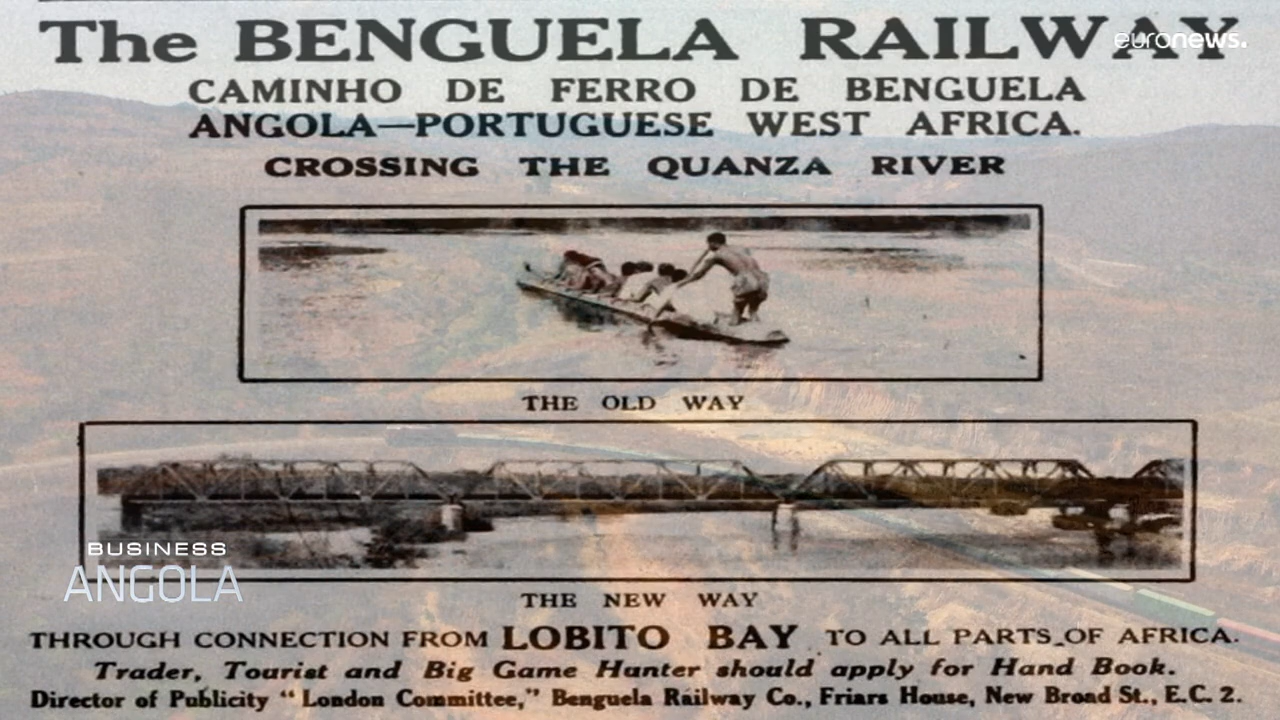 The BENGUELA RAILWAY
euronews.
CAMINHO DE FERRO DE BENGUELA
ANGOLA—PORTUGUESE WEST AFRICA.
CROSSING THE QUANZA RIVER
THE OLD WAY
BUSINESS
ANGOLA
THE NEW WAY
THROUGH CONNECTION FROM LOBITO BAY TO ALL PARTS OF AFRICA.
Trader, Tourist and Big Game Hunter should apply for Hand Book.
Director of Publicity "London Committee," Benguela Railway Co., Friars House, New Broad St., E.C. 2.